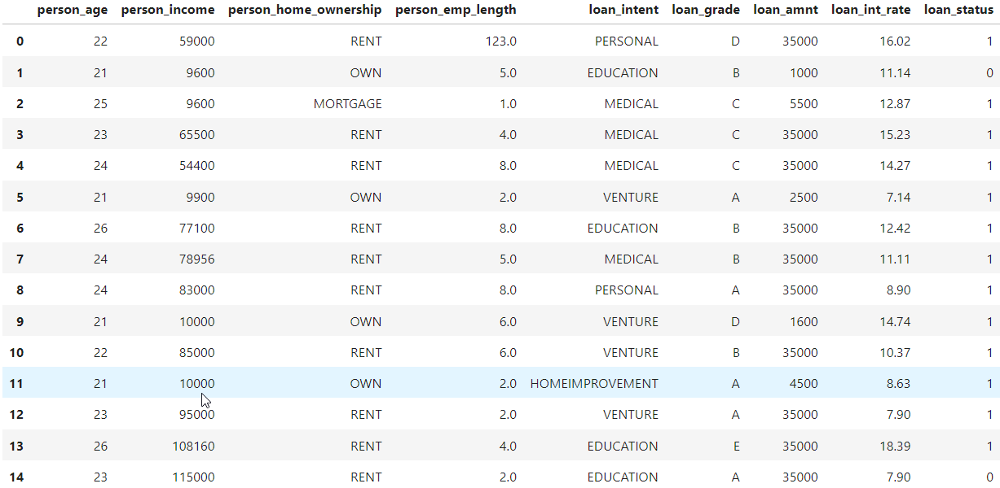 person_age person_income person_home_ownership person_emp_length loan_intent loan_grade loan_amnt loan_int_rate loan_status
0 22 59000 RENT 123.0 PERSONAL D 35000 16.02 1
1 21 9600 OWN 5.0 EDUCATION B 1000 11.14 0
2 25 9600 MORTGAGE 1.0 MEDICAL C 5500 12.87 1
3 23 65500 RENT 4.0 MEDICAL C 35000 15.23 1
4 24 54400 RENT 8.0 MEDICAL C 35000 14.27 1
5 21 9900 OWN 2.0 VENTURE A 2500 7.14 1
6 26 77100 RENT 8.0 EDUCATION B 35000 12.42 1
7 24 78956 RENT 5.0 MEDICAL B 35000 11.11 1
8 24 83000 RENT 8.0 PERSONAL A 35000 8.90 1
9 21 10000 OWN 6.0 VENTURE D 1600 14.74 1
10 22 85000 RENT 6.0 VENTURE B 35000 10.37 1
11 21 10000 OWN 2.0 HOMEIMPROVEMENT A 4500 8.63 1
12 23 95000 RENT 2.0 VENTURE A 35000 7.90 1
13 26 108160 RENT 4.0 EDUCATION E 35000 18.39 1
14 23 115000 RENT 2.0 EDUCATION A 35000 7.90 0